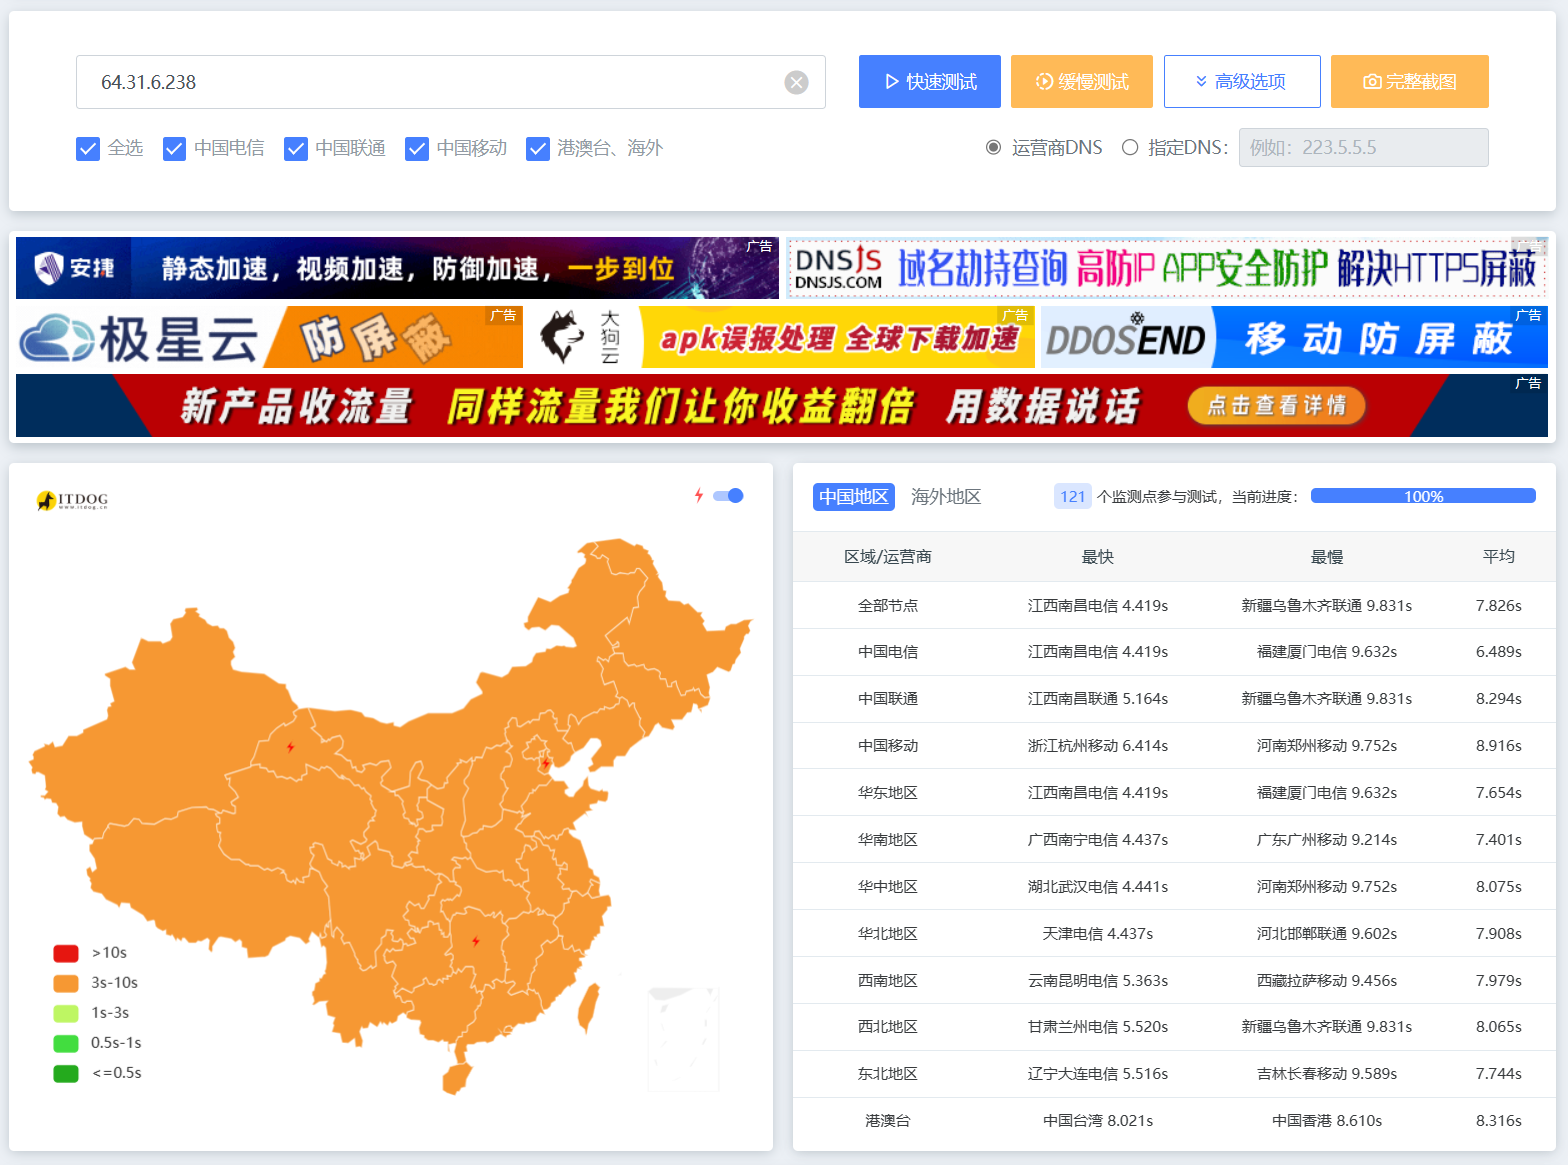 64.31.6.238
快速测试 缓慢测试 高级选项 完整截图
全选 中国电信 中国联通 中国移动 港澳台、海外
运营商DNS 指定DNS： 例如：223.5.5.5
安捷 静态加速，视频加速，防御加速，一步到位 广告
DNSJS DNSJS.COM 域名劫持查询 高防IP APP安全防护 解决HTTPS屏蔽 广告
极星云 防屏蔽 广告
大狗云 apk误报处理 全球下载加速 广告
DDOSEND 移动防屏蔽 广告
新产品收流量 同样流量我们让你收益翻倍 用数据说话 点击查看详情 广告
ITDOG
www.itdog.cn
>10s
3s-10s
1s-3s
0.5s-1s
<=0.5s
中国地区 海外地区 121 个监测点参与测试，当前进度： 100%
区域/运营商 最快 最慢 平均
全部节点 江西南昌电信 4.419s 新疆乌鲁木齐联通 9.831s 7.826s
中国电信 江西南昌电信 4.419s 福建厦门电信 9.632s 6.489s
中国联通 江西南昌联通 5.164s 新疆乌鲁木齐联通 9.831s 8.294s
中国移动 浙江杭州移动 6.414s 河南郑州移动 9.752s 8.916s
华东地区 江西南昌电信 4.419s 福建厦门电信 9.632s 7.654s
华南地区 广西南宁电信 4.437s 广东广州移动 9.214s 7.401s
华中地区 湖北武汉电信 4.441s 河南郑州移动 9.752s 8.075s
华北地区 天津电信 4.437s 河北邯郸联通 9.602s 7.908s
西南地区 云南昆明电信 5.363s 西藏拉萨移动 9.456s 7.979s
西北地区 甘肃兰州电信 5.520s 新疆乌鲁木齐联通 9.831s 8.065s
东北地区 辽宁大连电信 5.516s 吉林长春移动 9.589s 7.744s
港澳台 中国台湾 8.021s 中国香港 8.610s 8.316s